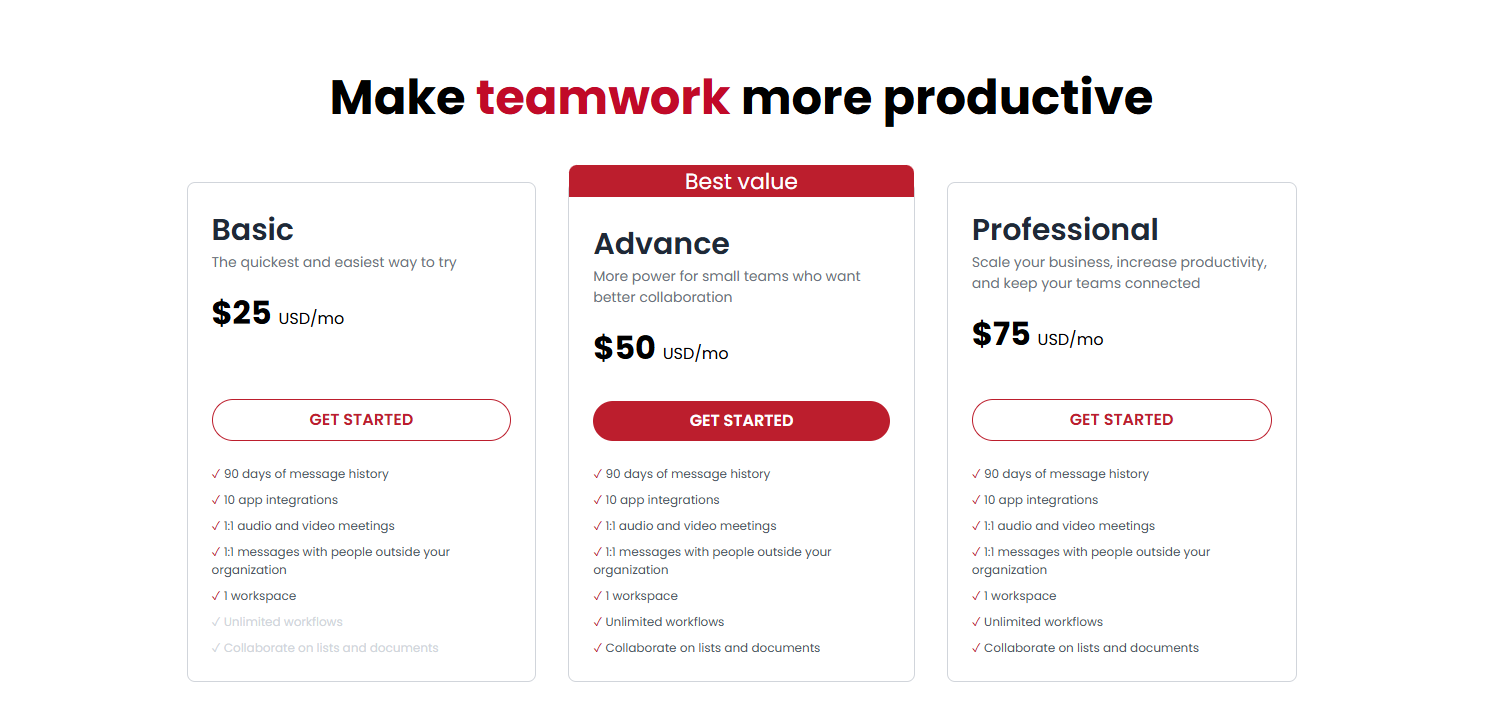 Make teamwork more productive
Basic
The quickest and easiest way to try
$25 USD/mo
GET STARTED
✓ 90 days of message history
✓ 10 app integrations
✓ 1:1 audio and video meetings
✓ 1:1 messages with people outside your
organization
✓ 1 workspace
✓ Unlimited workflows
✓ Collaborate on lists and documents
Best value
Advance
More power for small teams who want
better collaboration
$50 USD/mo
GET STARTED
✓ 90 days of message history
✓ 10 app integrations
✓ 1:1 audio and video meetings
✓ 1:1 messages with people outside your
organization
✓ 1 workspace
✓ Unlimited workflows
✓ Collaborate on lists and documents
Professional
Scale your business, increase productivity,
and keep your teams connected
$75 USD/mo
GET STARTED
✓ 90 days of message history
✓ 10 app integrations
✓ 1:1 audio and video meetings
✓ 1:1 messages with people outside your
organization
✓ 1 workspace
✓ Unlimited workflows
✓ Collaborate on lists and documents